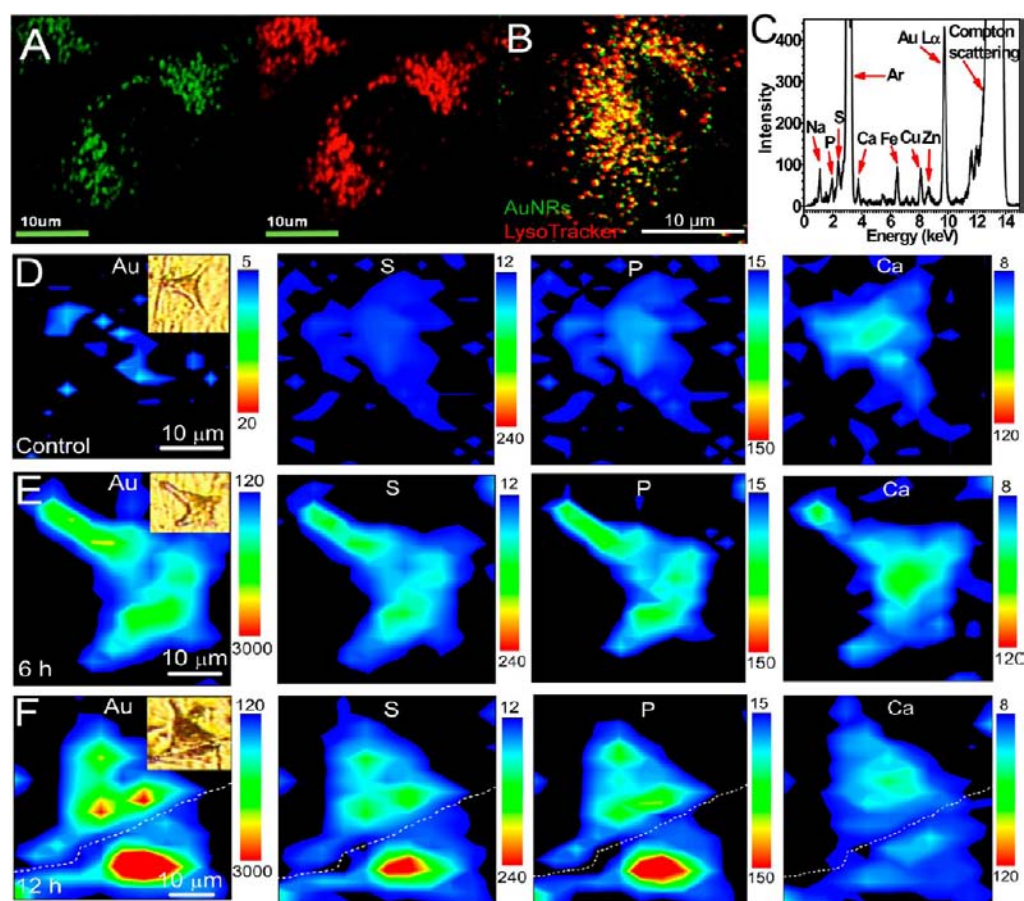 A
10um
10um
B
AuNRs
LysoTracker
10 µm
C
Intensity
400
300
200
100
0
Na
P
S
Ar
Ca
Fe
Cu
Zn
Au Lα
Compton
scattering
0 2 4 6 8 10 12 14
Energy (keV)
D
Au
Control
10 µm
5
20
S
12
240
P
15
150
Ca
8
120
E
Au
6 h
10 µm
120
3000
S
12
240
P
15
150
Ca
8
120
F
Au
12 h
10 µm
120
3000
S
12
240
P
15
150
Ca
8
120